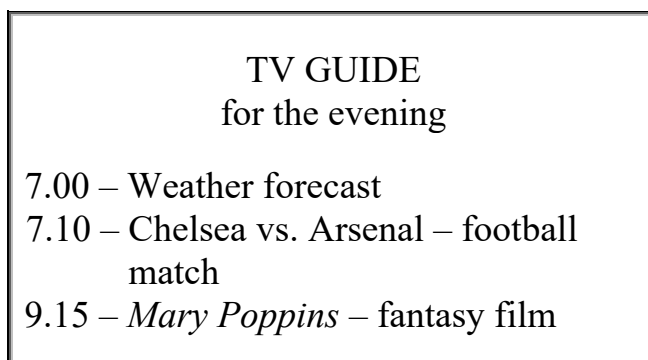 TV GUIDE
for the evening
7.00 – Weather forecast
7.10 – Chelsea vs. Arsenal – football
match
9.15 – Mary Poppins – fantasy film